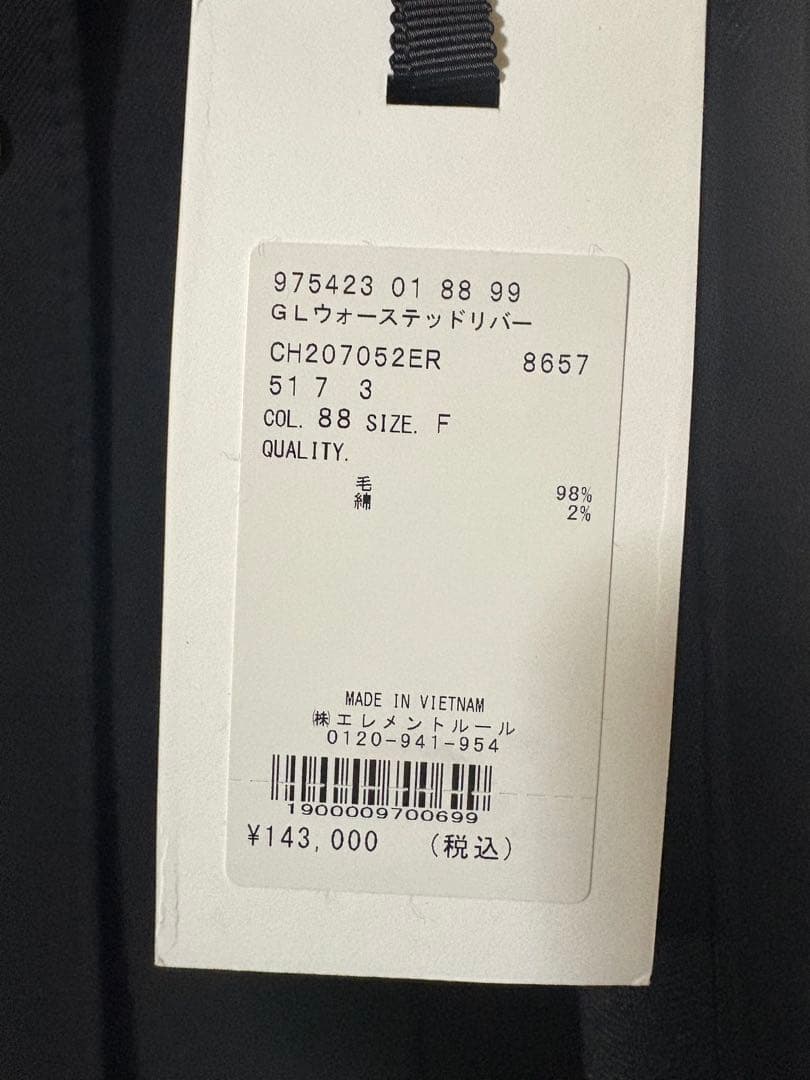 975423 01 88 99
GLウォーステッドリバー
CH207052ER 8657
51 7 3
COL. 88 SIZE. F
QUALITY.
毛 98%
綿 2%
MADE IN VIETNAM
㈱エレメントルール
0120-941-954
1900009700699
¥143,000 (税込)